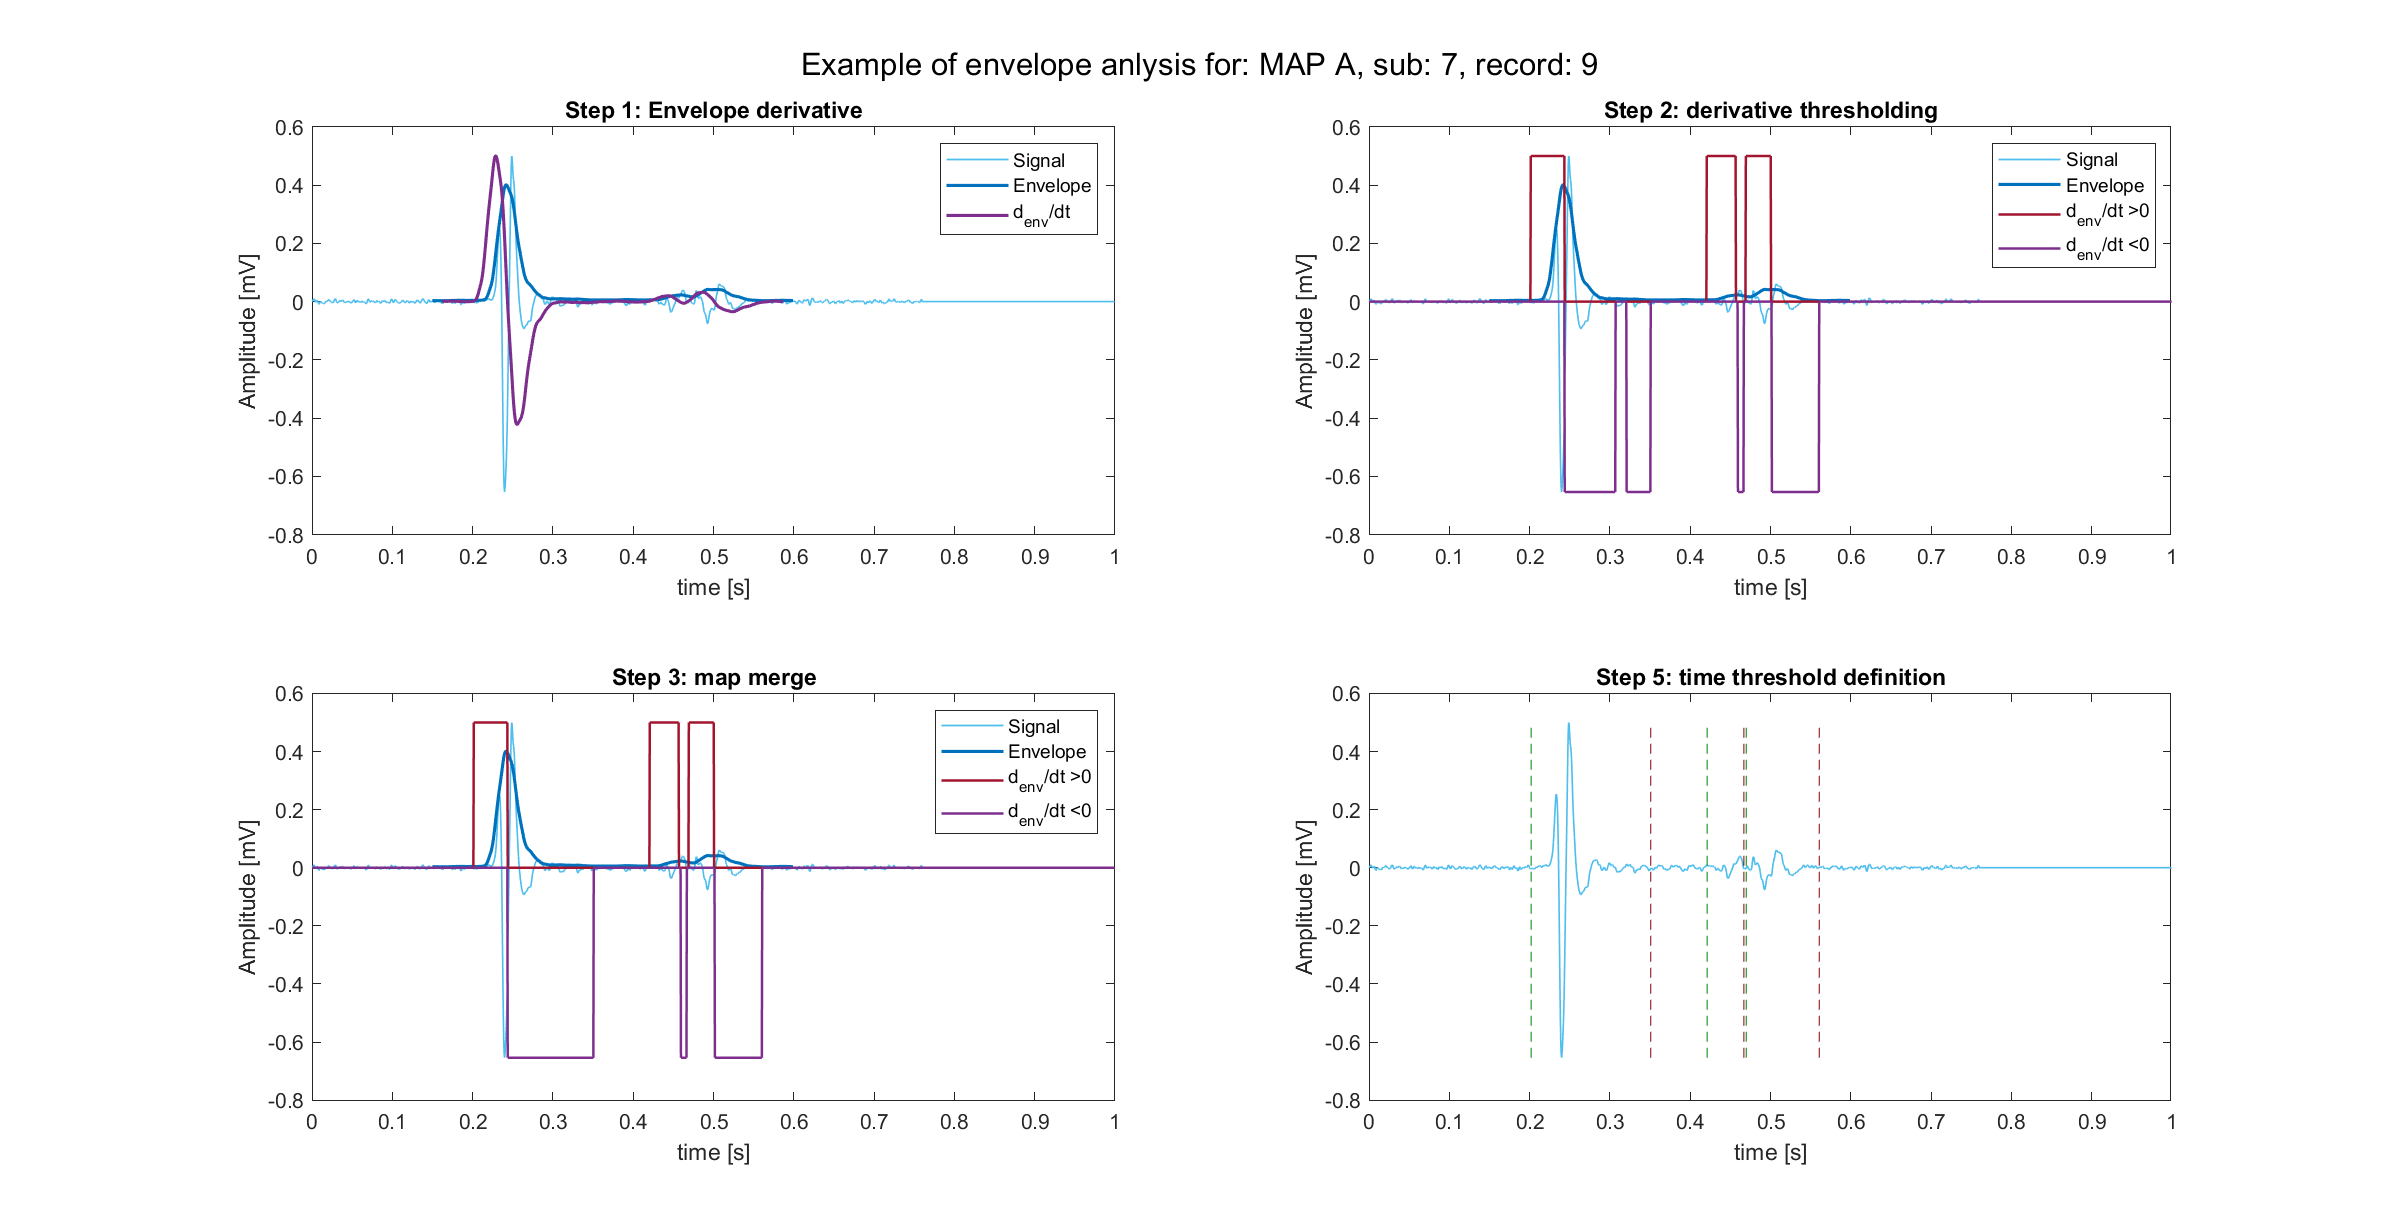 Example of envelope anlysis for: MAP A, sub: 7, record: 9
Step 1: Envelope derivative
0.6
0.4
0.2
0
-0.2
-0.4
-0.6
-0.8
Amplitude [mV]
0 0.1 0.2 0.3 0.4 0.5 0.6 0.7 0.8 0.9 1
time [s]
Signal
Envelope
d_env/dt
Step 2: derivative thresholding
0.6
0.4
0.2
0
-0.2
-0.4
-0.6
-0.8
Amplitude [mV]
0 0.1 0.2 0.3 0.4 0.5 0.6 0.7 0.8 0.9 1
time [s]
Signal
Envelope
d_env/dt >0
d_env/dt <0
Step 3: map merge
0.6
0.4
0.2
0
-0.2
-0.4
-0.6
-0.8
Amplitude [mV]
0 0.1 0.2 0.3 0.4 0.5 0.6 0.7 0.8 0.9 1
time [s]
Signal
Envelope
d_env/dt >0
d_env/dt <0
Step 5: time threshold definition
0.6
0.4
0.2
0
-0.2
-0.4
-0.6
-0.8
Amplitude [mV]
0 0.1 0.2 0.3 0.4 0.5 0.6 0.7 0.8 0.9 1
time [s]